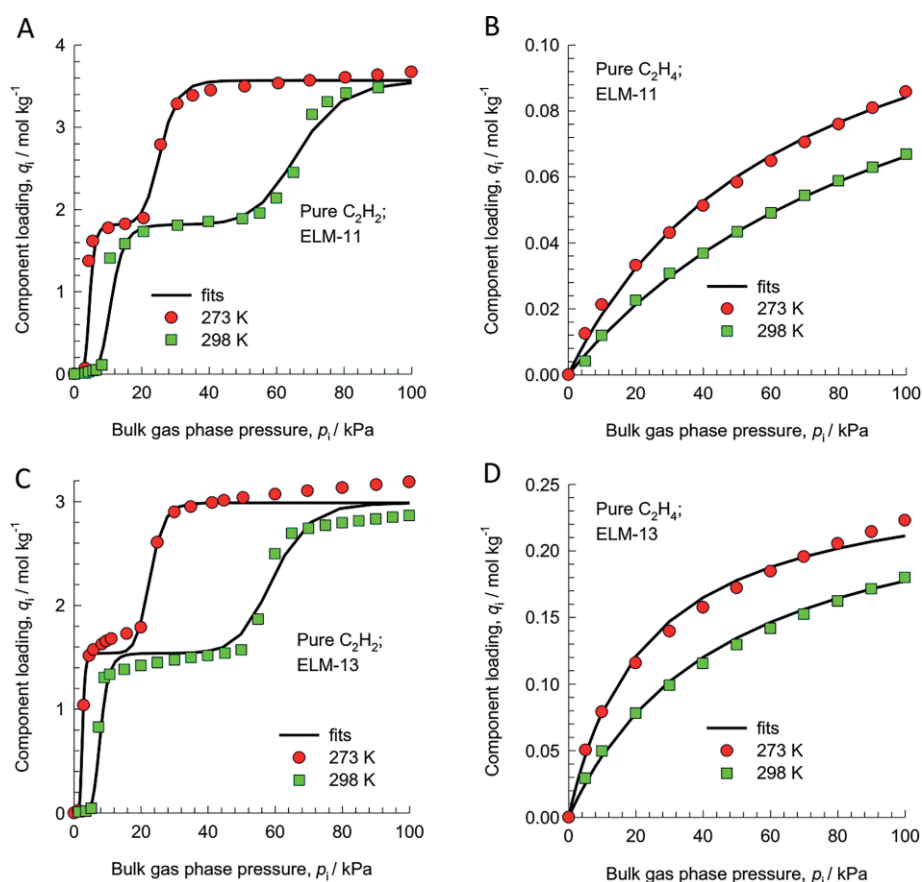 A
Component loading, qi / mol kg-1
4
3
2
1
0
Pure C2H2;
ELM-11
fits
273 K
298 K
0 20 40 60 80 100
Bulk gas phase pressure, pi / kPa
B
Component loading, qi / mol kg-1
0.10
0.08
0.06
0.04
0.02
0.00
Pure C2H4;
ELM-11
fits
273 K
298 K
0 20 40 60 80 100
Bulk gas phase pressure, pi / kPa
C
Component loading, qi / mol kg-1
3
2
1
0
Pure C2H2;
ELM-13
fits
273 K
298 K
0 20 40 60 80 100
Bulk gas phase pressure, pi / kPa
D
Component loading, qi / mol kg-1
0.25
0.20
0.15
0.10
0.05
0.00
Pure C2H4;
ELM-13
fits
273 K
298 K
0 20 40 60 80 100
Bulk gas phase pressure, pi / kPa